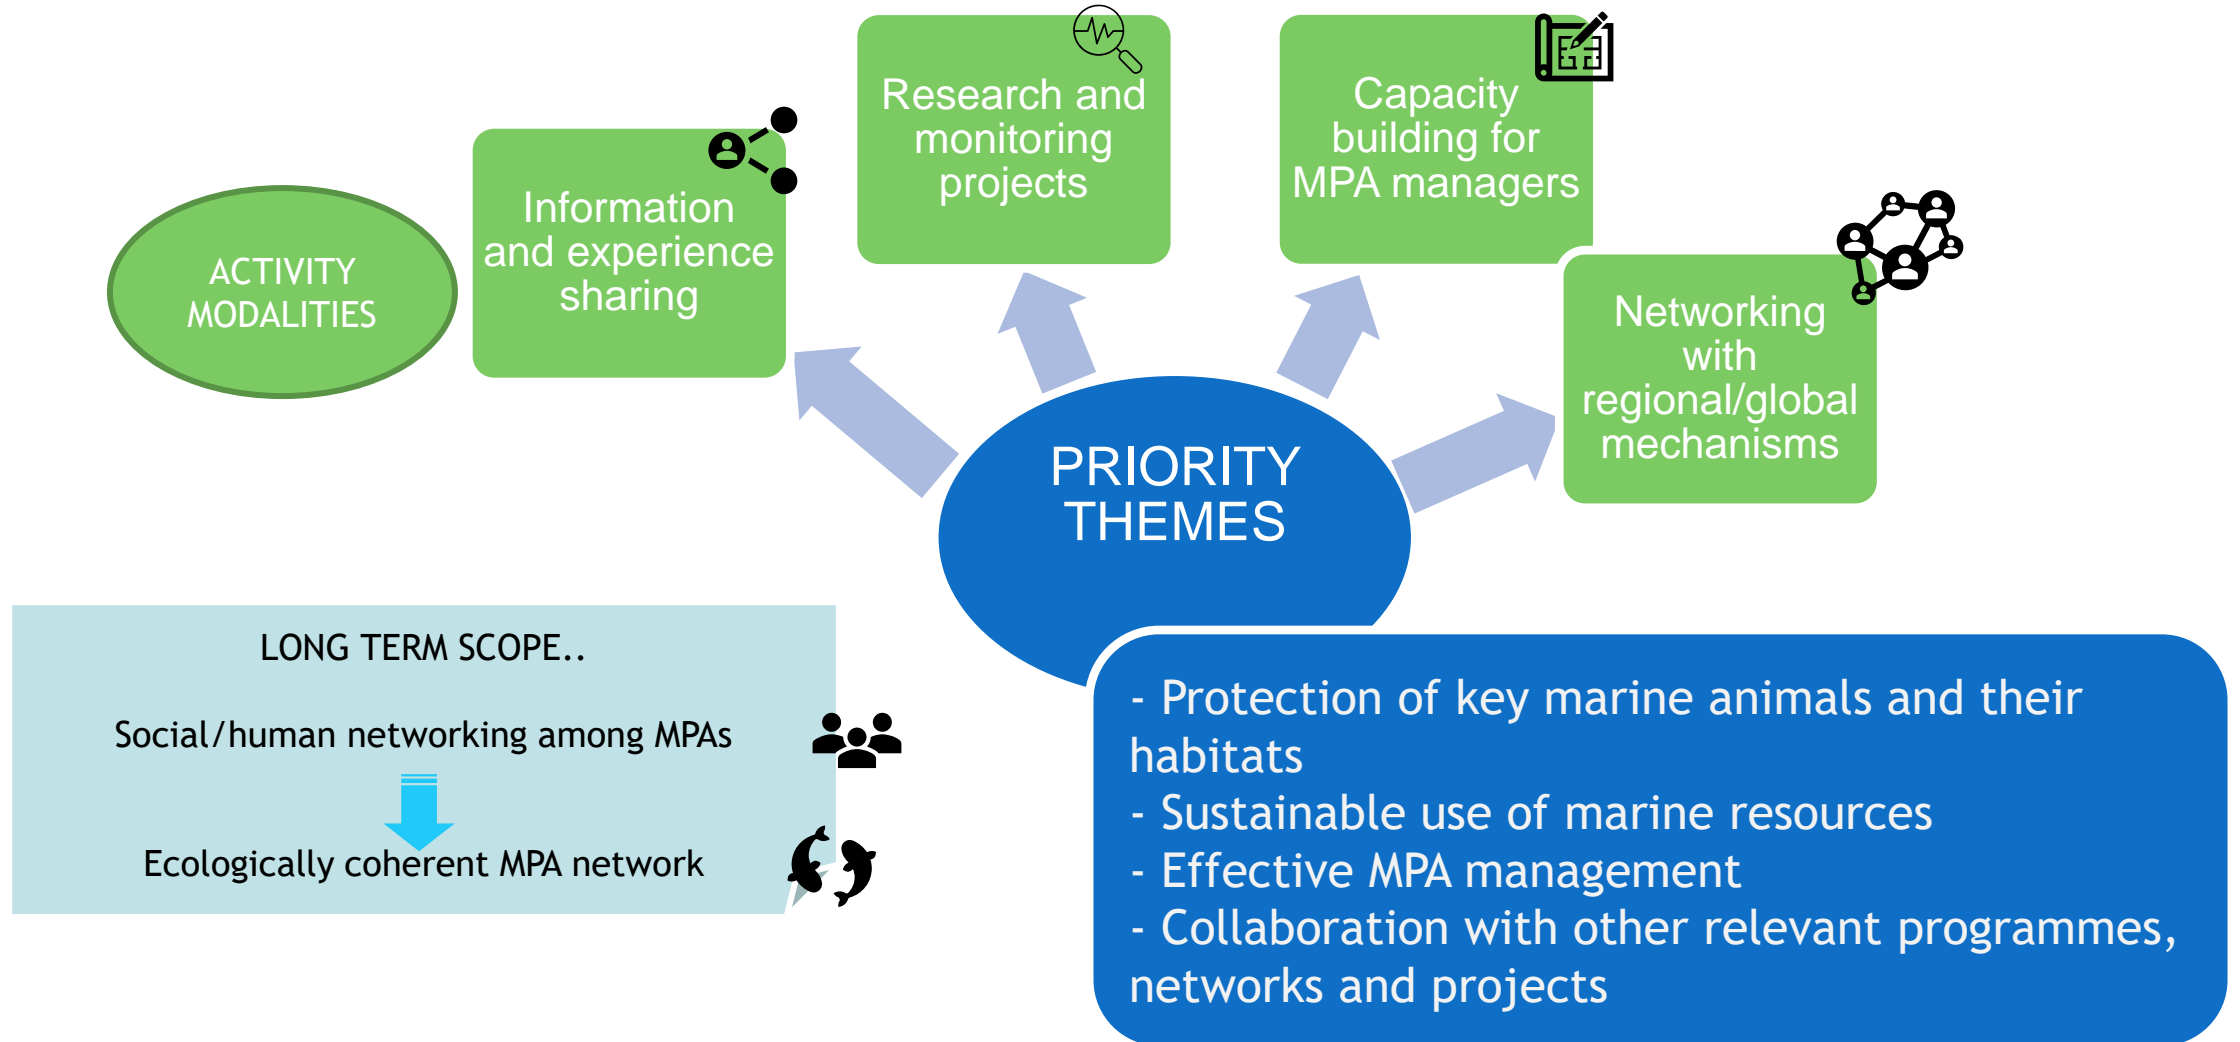 ACTIVITY
MODALITIES
Information
and experience
sharing
Research and
monitoring
projects
Capacity
building for
MPA managers
Networking
with
regional/global
mechanisms
PRIORITY
THEMES
LONG TERM SCOPE..
Social/human networking among MPAs
Ecologically coherent MPA network
- Protection of key marine animals and their
habitats
- Sustainable use of marine resources
- Effective MPA management
- Collaboration with other relevant programmes,
networks and projects